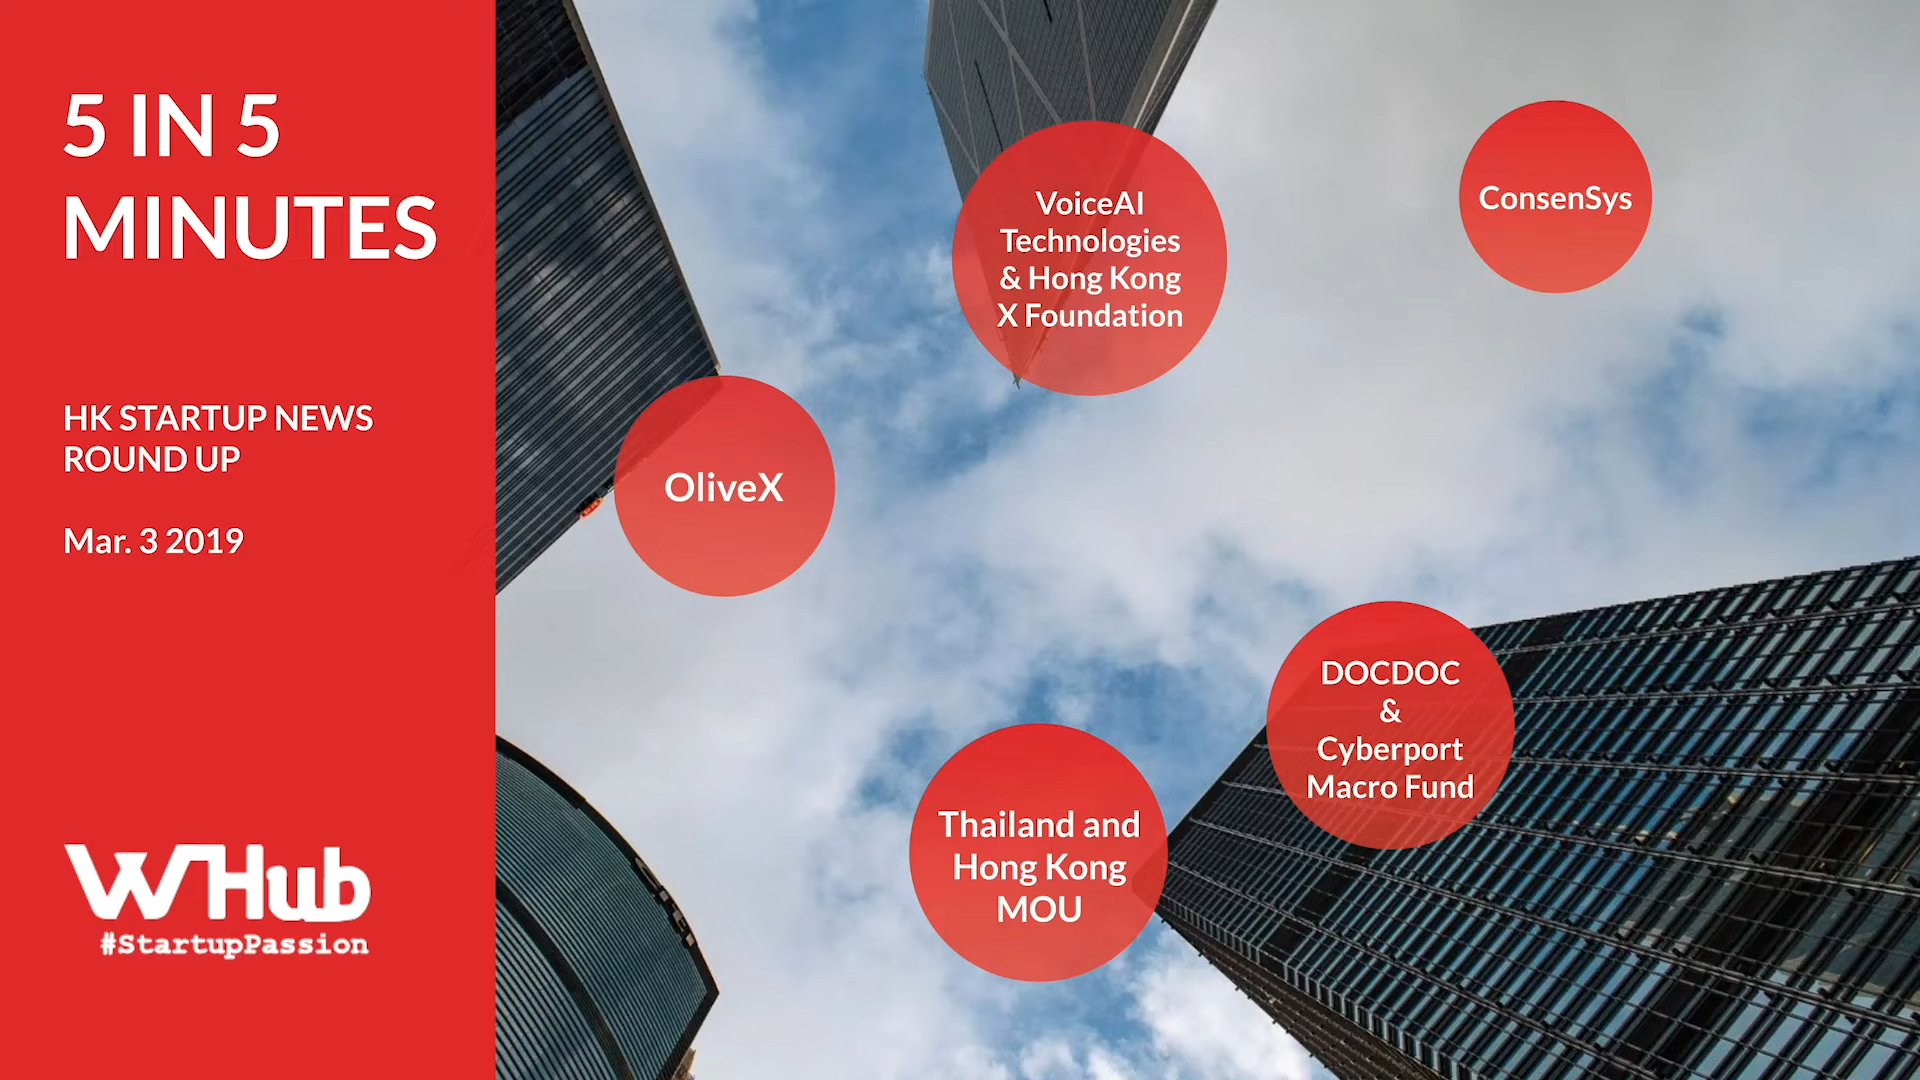 5 IN 5
MINUTES
HK STARTUP NEWS
ROUND UP
Mar. 3 2019
WHub
#StartupPassion
OliveX
VoiceAI
Technologies
& Hong Kong
X Foundation
ConsenSys
Thailand and
Hong Kong
MOU
DOCDOC
&
Cyberport
Macro Fund